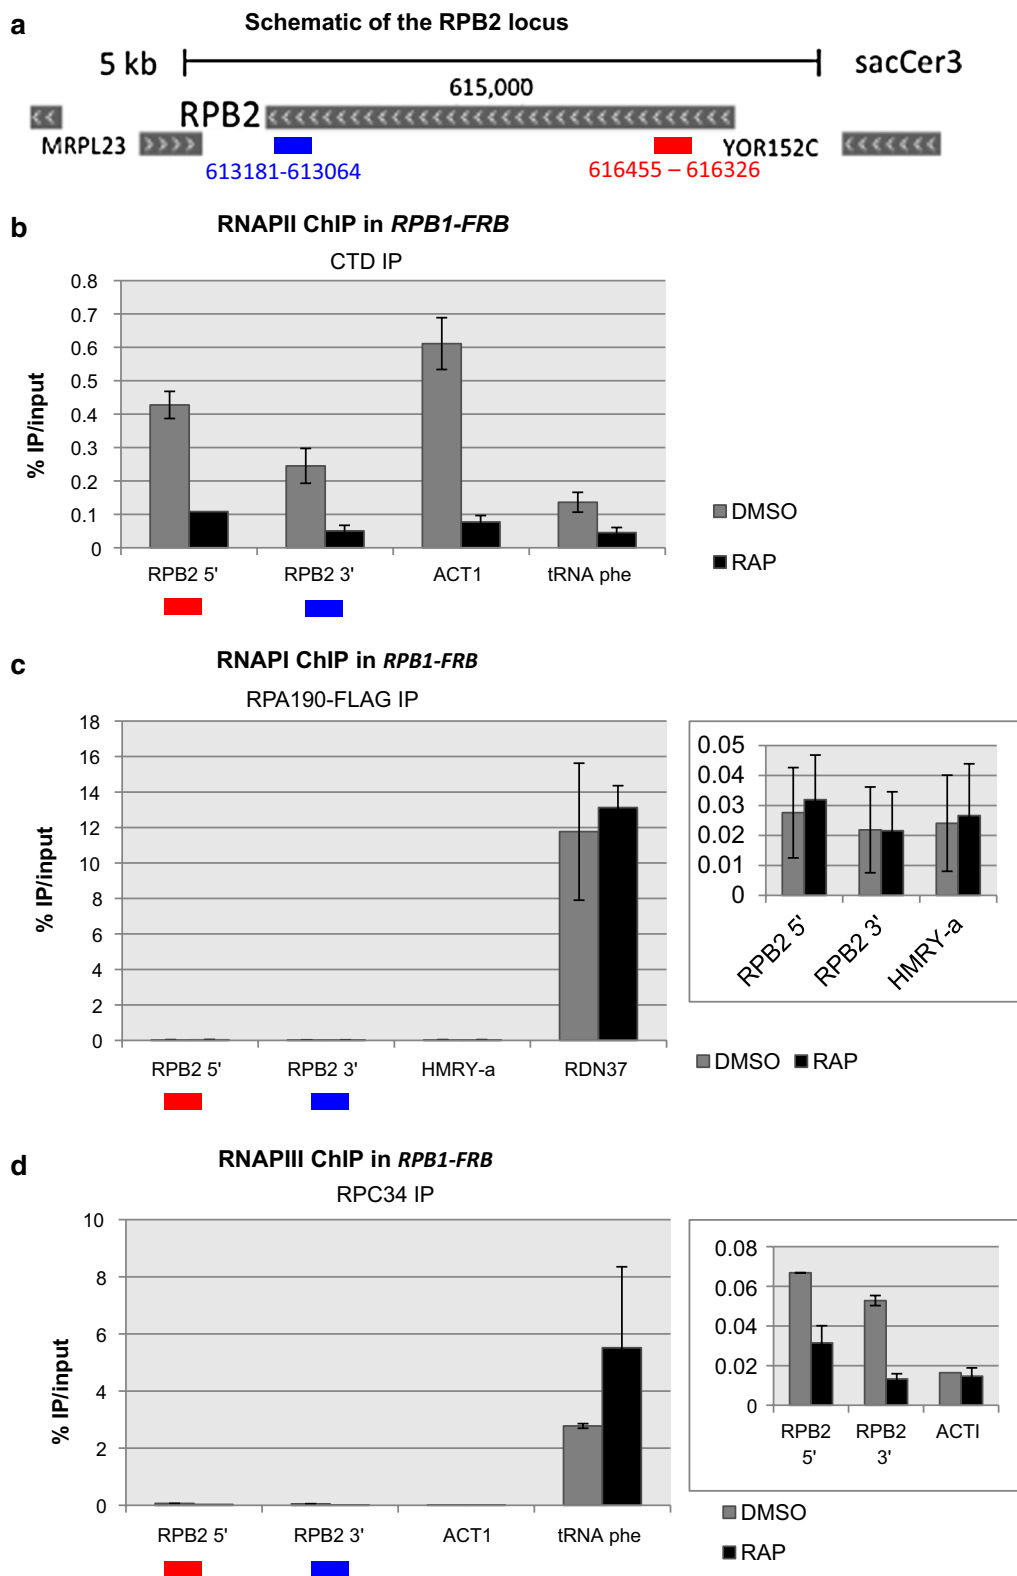 a
Schematic of the RPB2 locus
5 kb
sacCer3
615,000
RPB2
MRPL23
YOR152C
613181-613064
616455 – 616326
b
RNAPII ChIP in RPB1-FRB
CTD IP
% IP/input
0.8
0.7
0.6
0.5
0.4
0.3
0.2
0.1
0
RPB2 5' RPB2 3' ACT1 tRNA phe
DMSO
RAP
c
RNAPI ChIP in RPB1-FRB
RPA190-FLAG IP
% IP/input
18
16
14
12
10
8
6
4
2
0
RPB2 5' RPB2 3' HMRY-a RDN37
0.05
0.04
0.03
0.02
0.01
0
RPB2 5' RPB2 3' HMRY-a
DMSO RAP
d
RNAPIII ChIP in RPB1-FRB
RPC34 IP
% IP/input
10
8
6
4
2
0
RPB2 5' RPB2 3' ACT1 tRNA phe
0.08
0.06
0.04
0.02
0
RPB2 RPB2 ACTI
5' 3'
DMSO
RAP